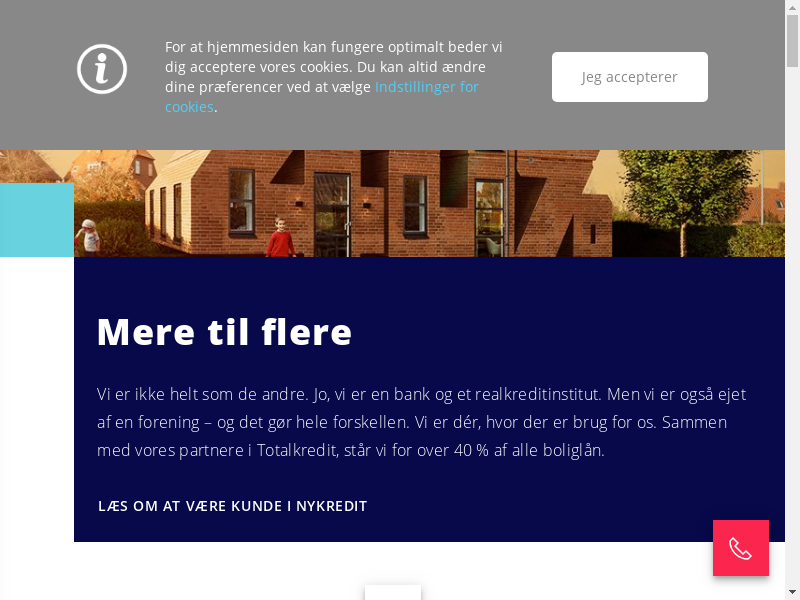 For at hjemmesiden kan fungere optimalt beder vi
dig acceptere vores cookies. Du kan altid ændre
dine præferencer ved at vælge Indstillinger for
cookies.
Jeg accepterer
Mere til flere
Vi er ikke helt som de andre. Jo, vi er en bank og et realkreditinstitut. Men vi er også ejet
af en forening – og det gør hele forskellen. Vi er dér, hvor der er brug for os. Sammen
med vores partnere i Totalkredit, står vi for over 40 % af alle boliglån.
LÆS OM AT VÆRE KUNDE I NYKREDIT